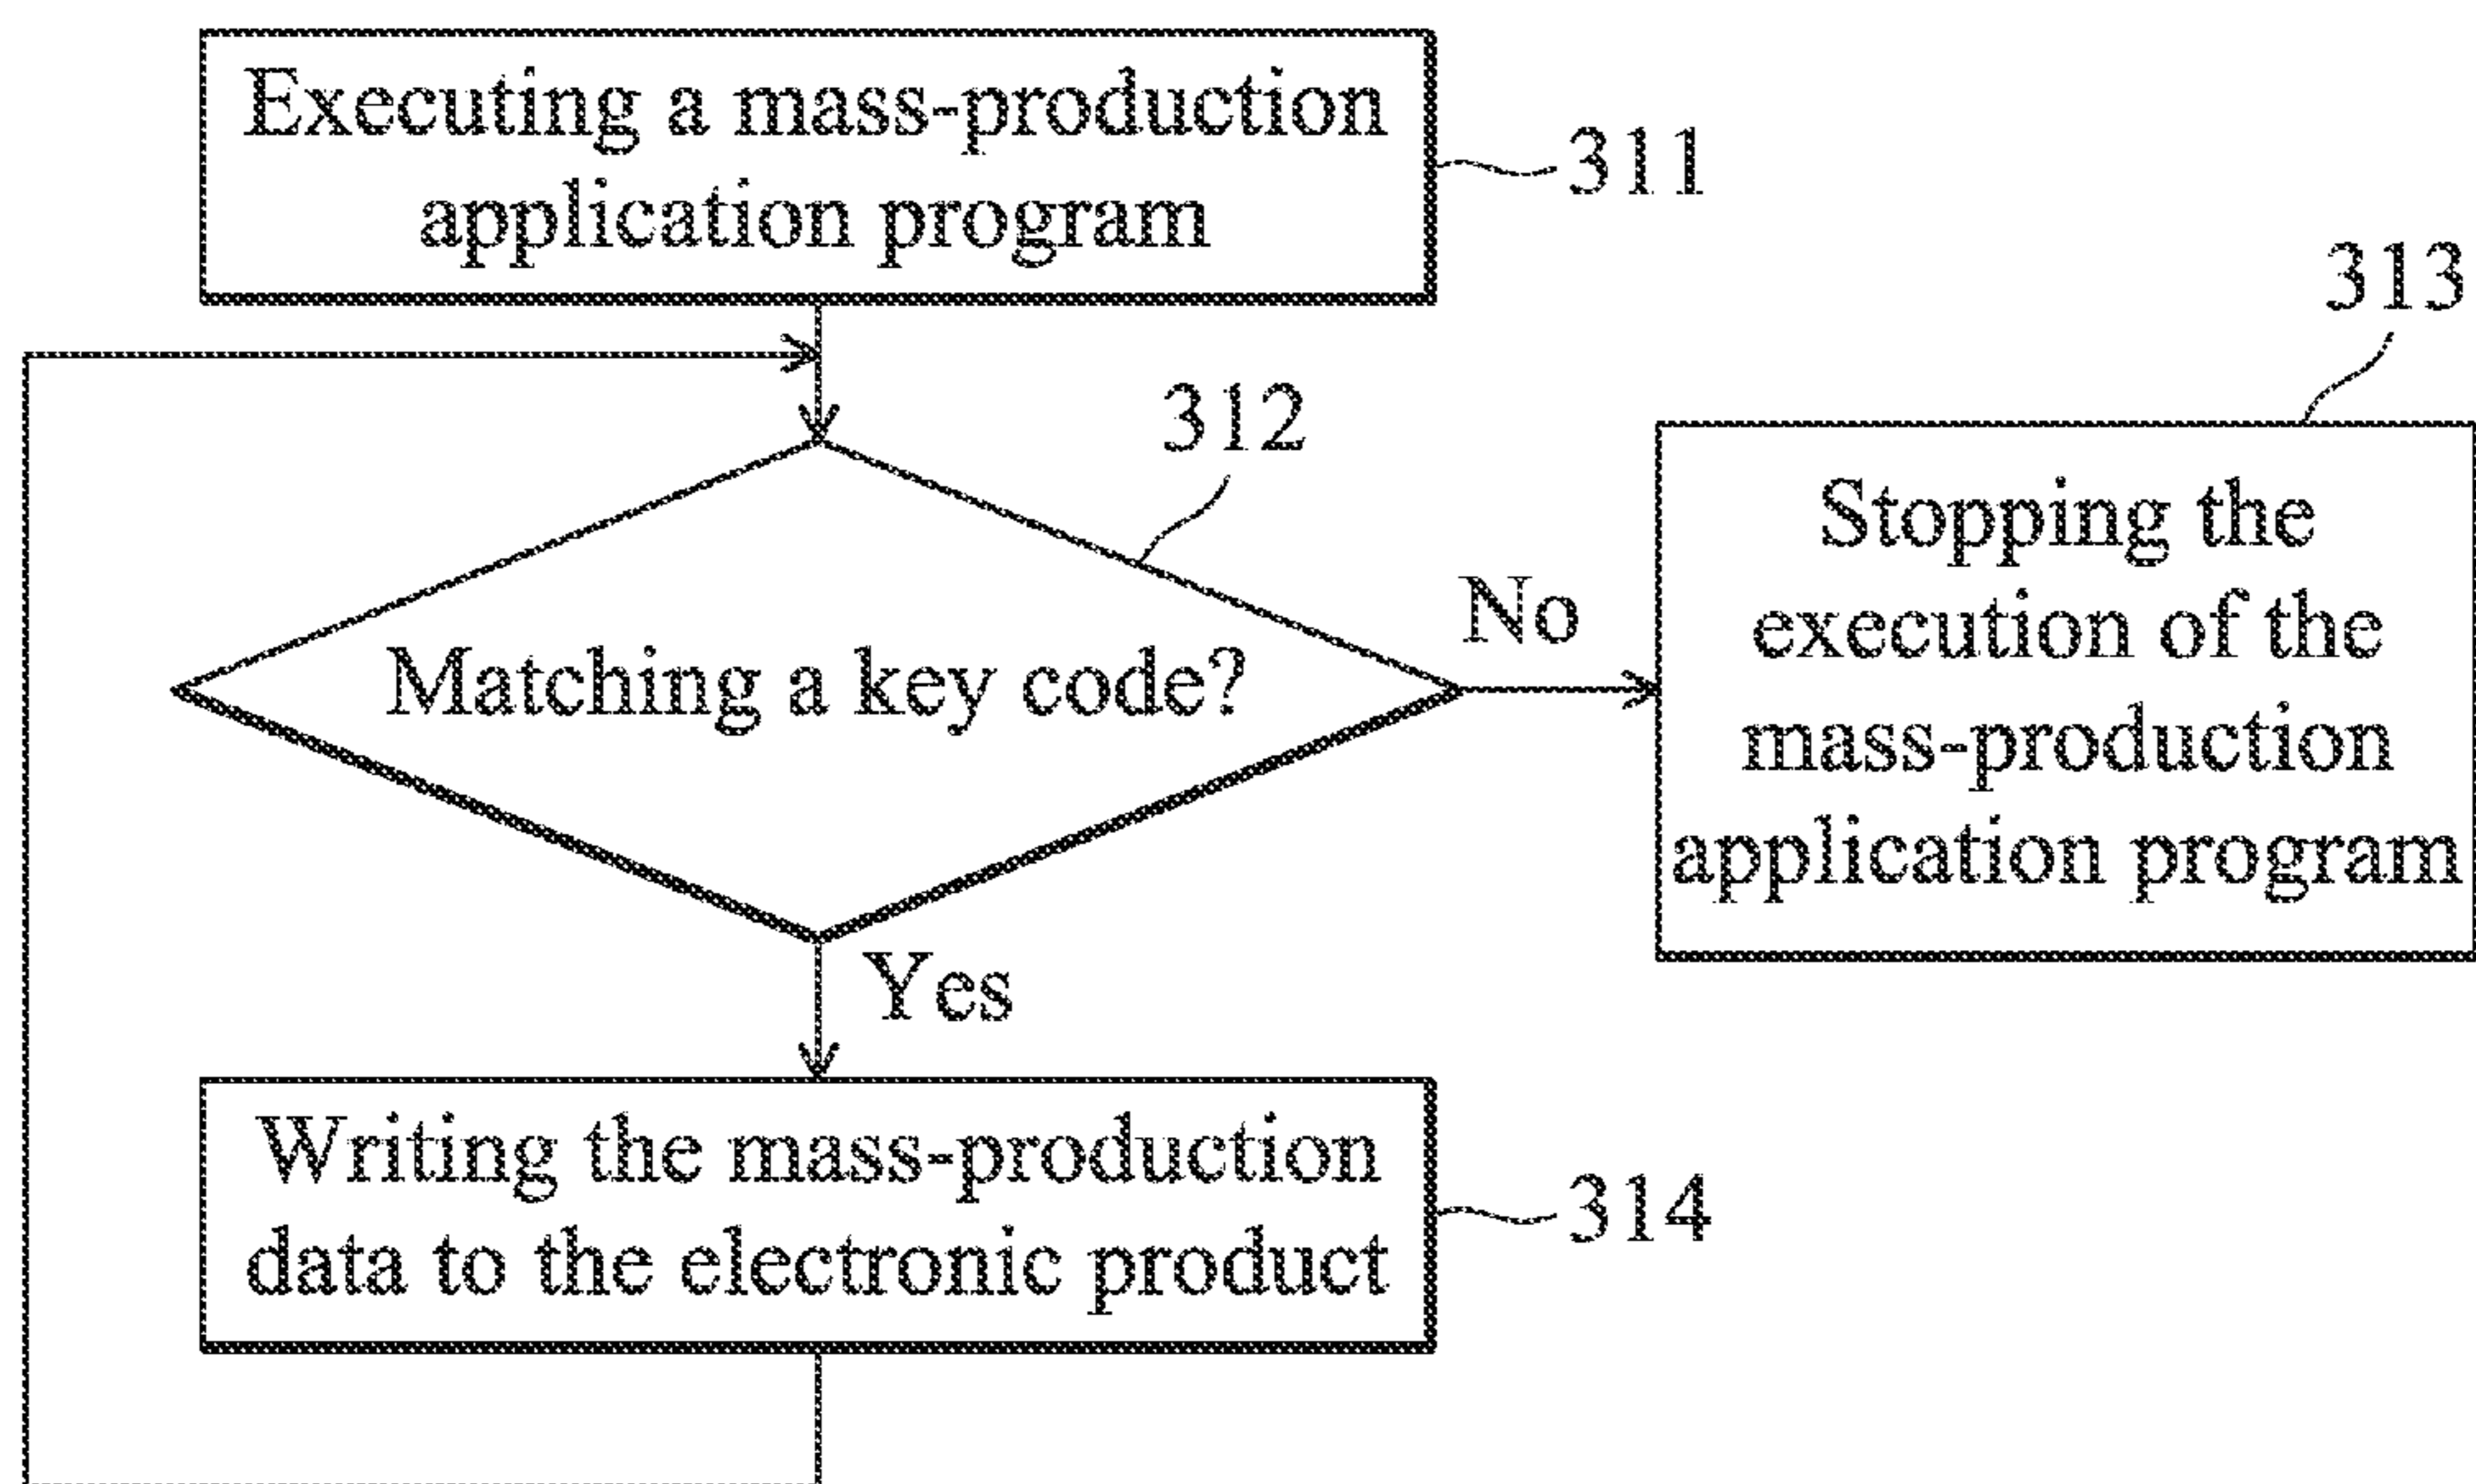 Executing a mass-production
application program
311
313
312
Stopping the
execution of the
mass-production
application program
No
Matching a key code?
Yes
Writing the mass-production
data to the electronic product
314